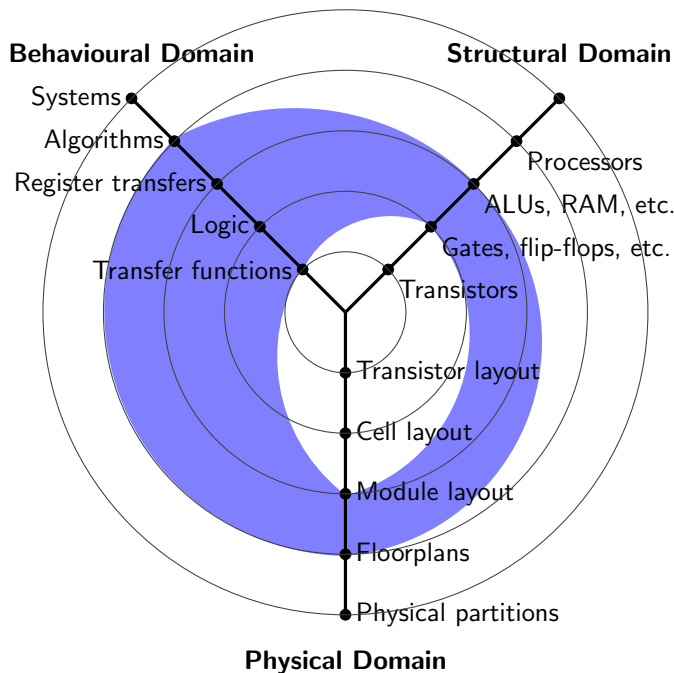 Behavioural Domain
Structural Domain
Systems
Algorithms
Processors
Register transfers
ALUs, RAM, etc.
Logic
Gates, flip-flops, etc.
Transfer functions
Transistors
Transistor layout
Cell layout
Module layout
Floorplans
Physical partitions
Physical Domain